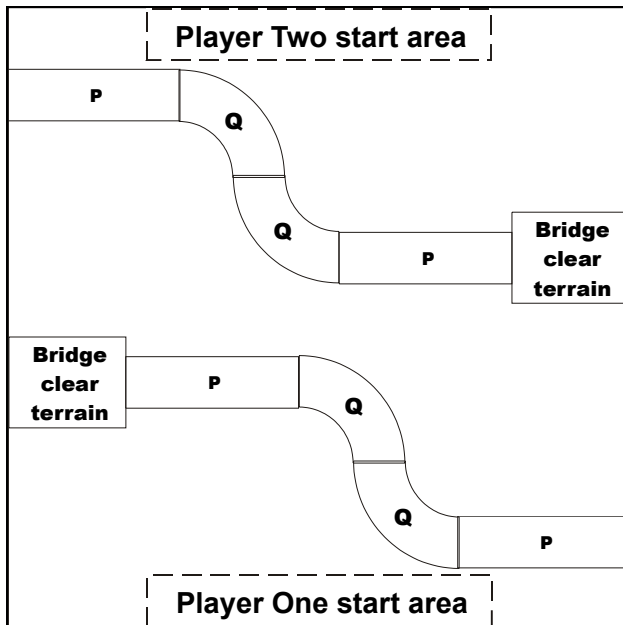 Player Two start area
P
Q
Q
P
Bridge
clear
terrain
Bridge
clear
terrain
P
Q
Q
P
Player One start area